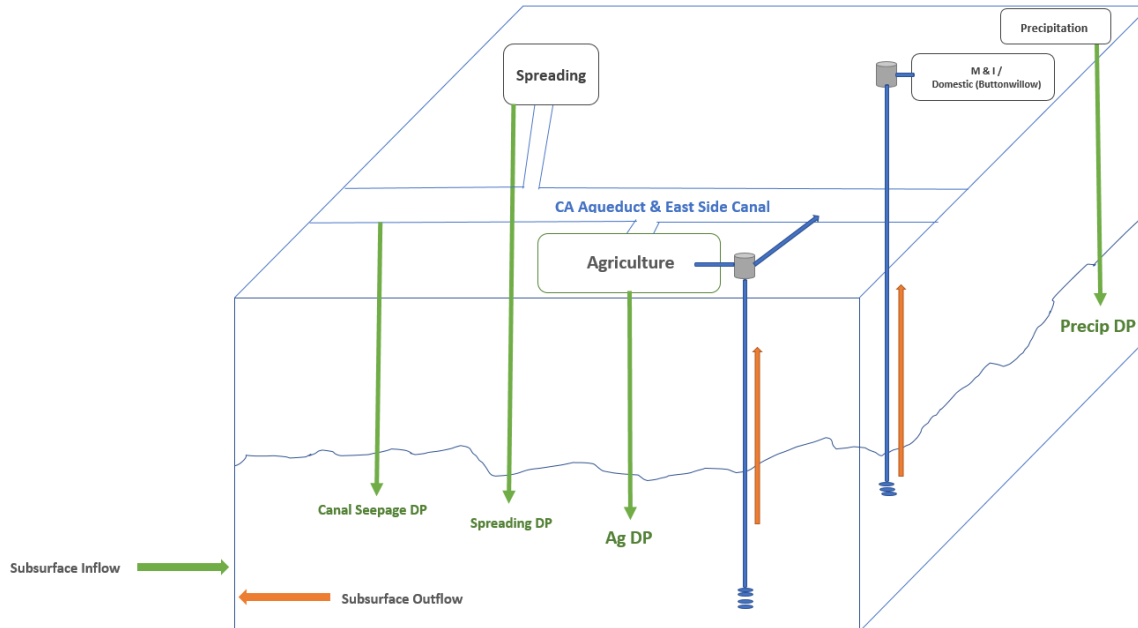 Precipitation
Spreading
M & I /
Domestic (Buttonwillow)
CA Aqueduct & East Side Canal
Agriculture
Precip DP
Canal Seepage DP
Spreading DP
Ag DP
Subsurface Inflow
Subsurface Outflow